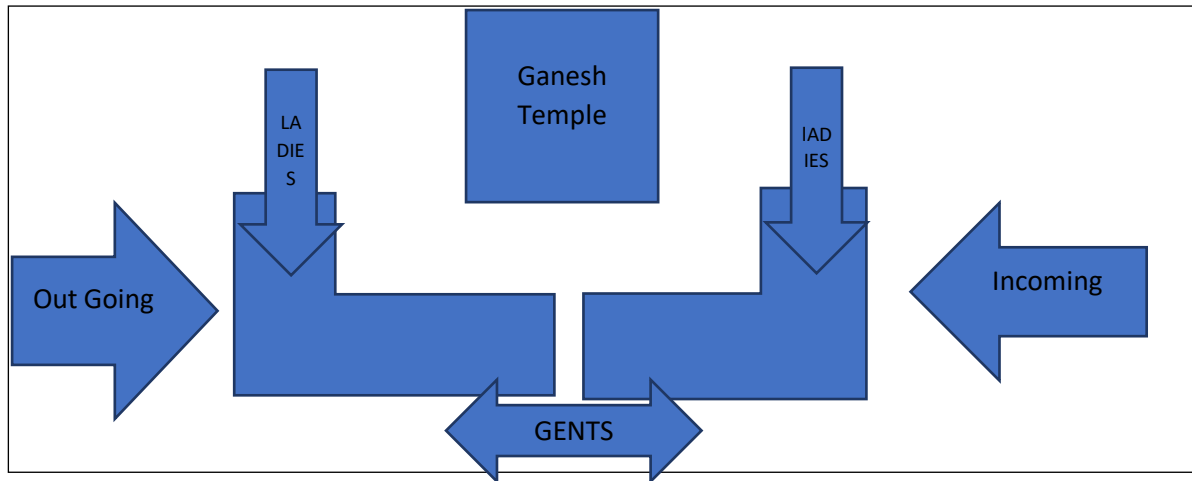 Ganesh
Temple
LA
DIE
S
lAD
IES
Out Going
Incoming
GENTS